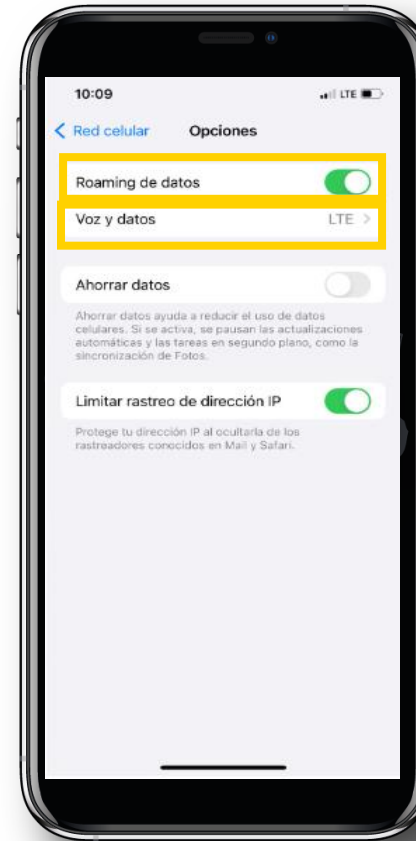 10:09 LTE
Red celular Opciones
Roaming de datos
Voz y datos LTE
Ahorrar datos
Ahorrar datos ayuda a reducir el uso de datos
celulares. Si se activa, se pausan las actualizaciones
automáticas y las tareas en segundo plano, como la
sincronización de Fotos.
Limitar rastreo de dirección IP
Protege tu dirección IP al ocultarla de los
rastreadores conocidos en Mail y Safari.